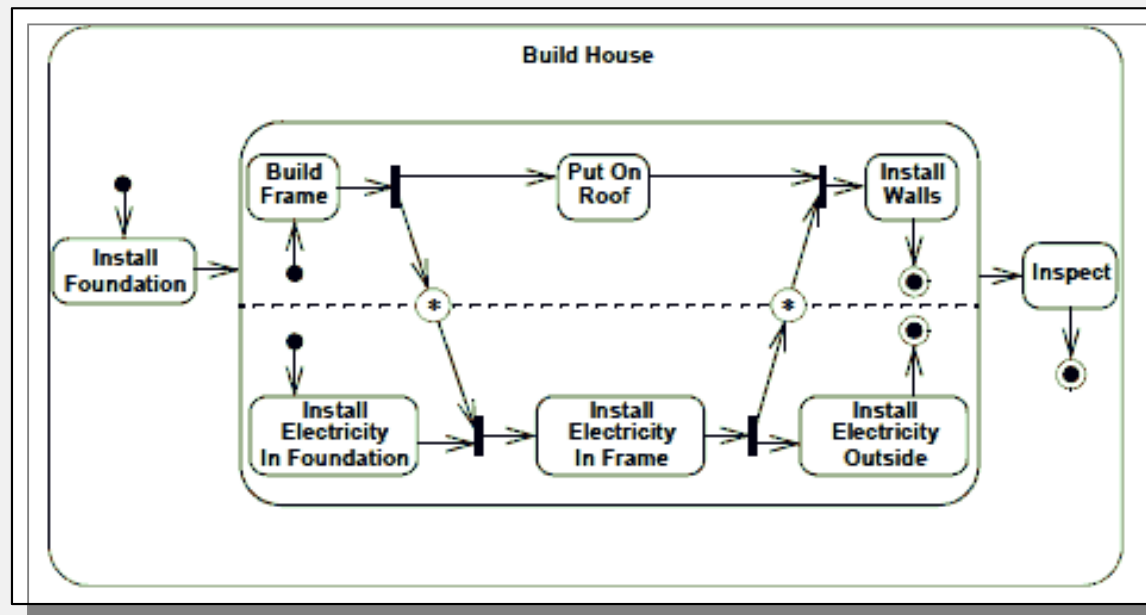 Build House
Build
Frame
Put On
Roof
Install
Walls
Install
Foundation
Inspect
*
*
Install
Electricity
In Foundation
Install
Electricity
In Frame
Install
Electricity
Outside